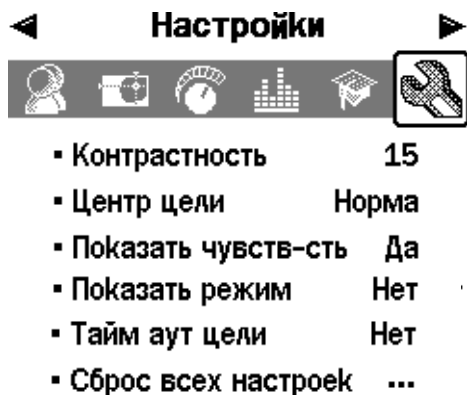 Настройки
Контрастность 15
Центр цели Норма
Показать чувств-сть Да
Показать режим Нет
Тайм аут цели Нет
Сброс всех настроек ...